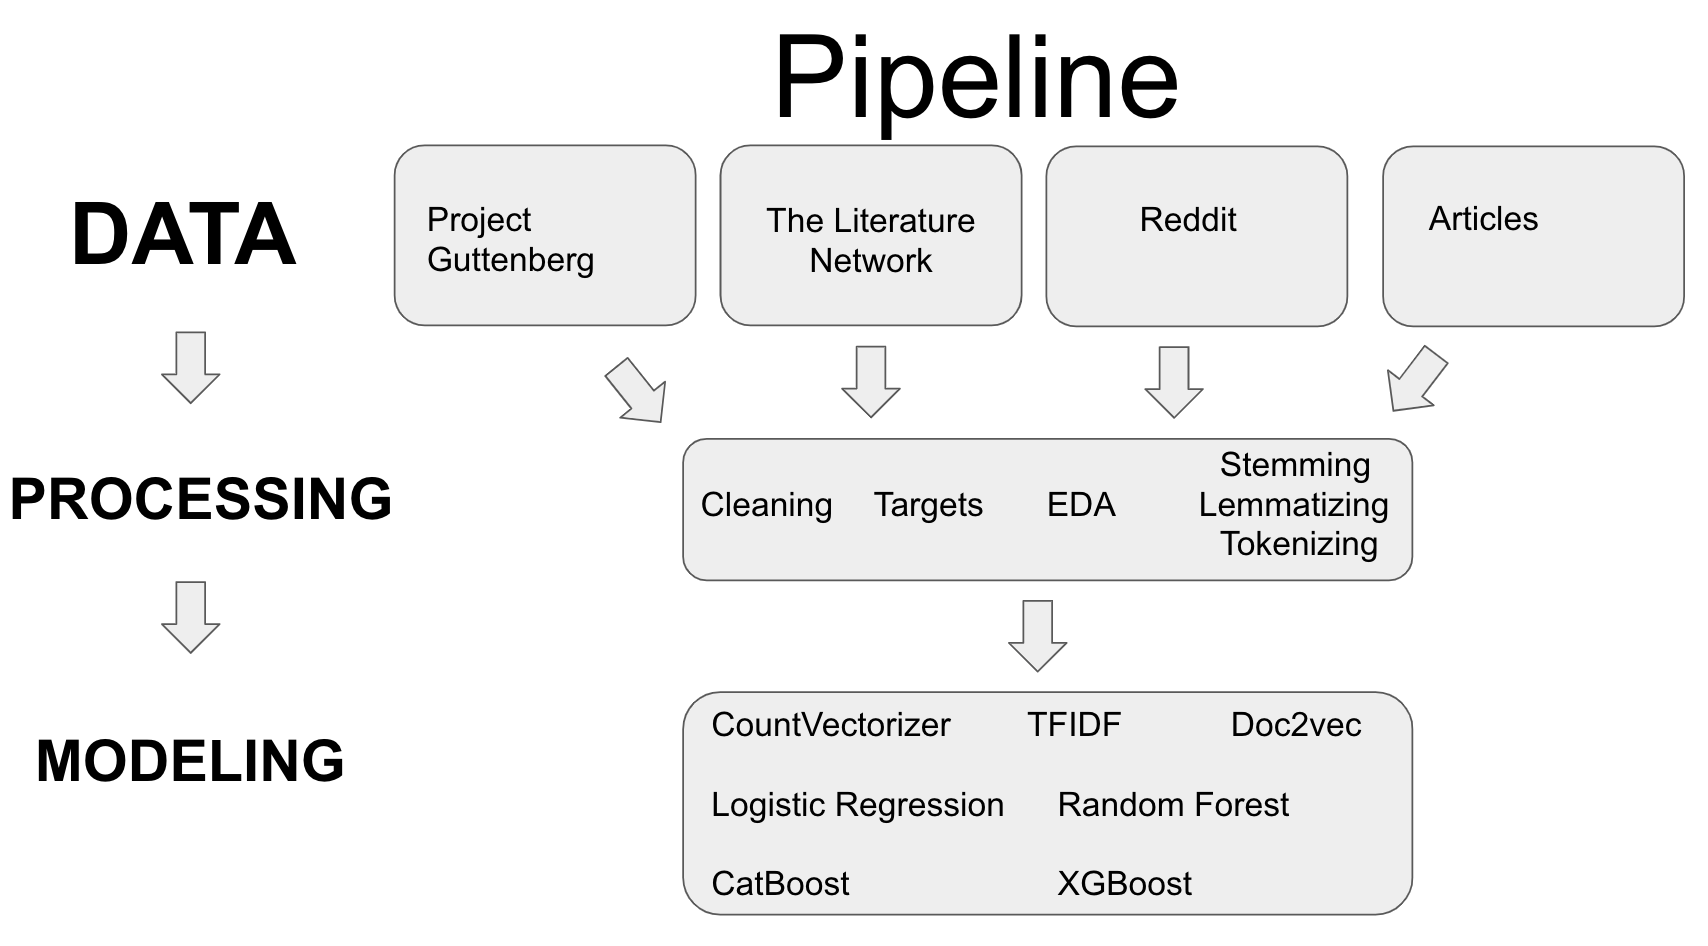 Pipeline
DATA
Project
Guttenberg
The Literature
Network
Reddit
Articles
PROCESSING
Cleaning
Targets
EDA
Stemming
Lemmatizing
Tokenizing
MODELING
CountVectorizer
TFIDF
Doc2vec
Logistic Regression
Random Forest
CatBoost
XGBoost